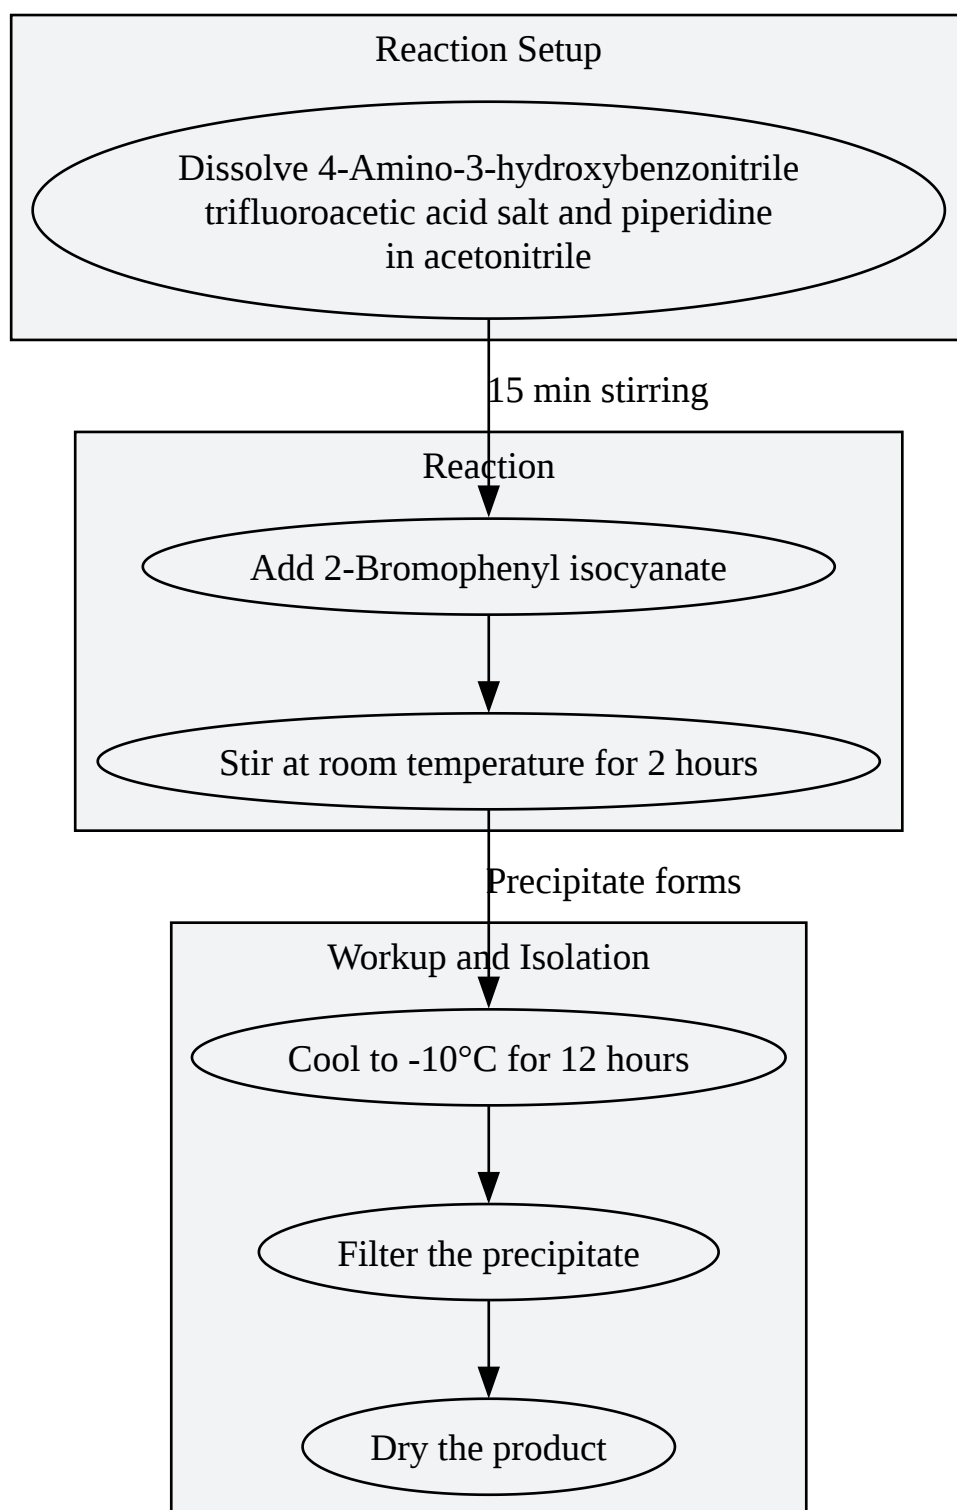 Reaction Setup
Dissolve 4-Amino-3-hydroxybenzonitrile
trifluoroacetic acid salt and piperidine
in acetonitrile
15 min stirring
Reaction
Add 2-Bromophenyl isocyanate
Stir at room temperature for 2 hours
Precipitate forms
Workup and Isolation
Cool to -10°C for 12 hours
Filter the precipitate
Dry the product